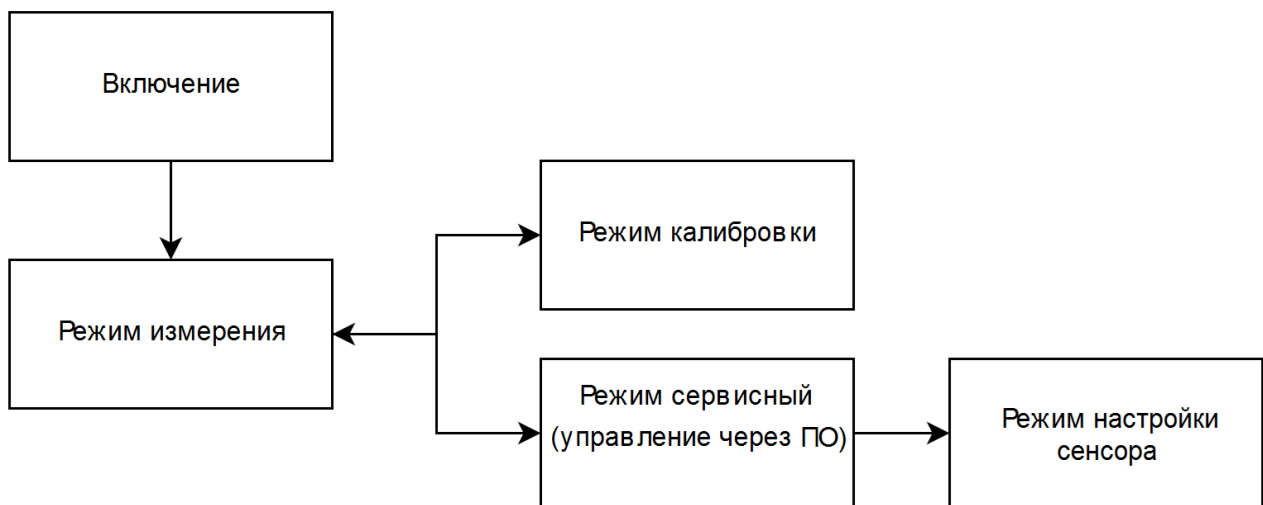 Включение
Режим калибровки
Режим измерения
Режим сервисный
(управление через ПО)
Режим настройки
сенсора